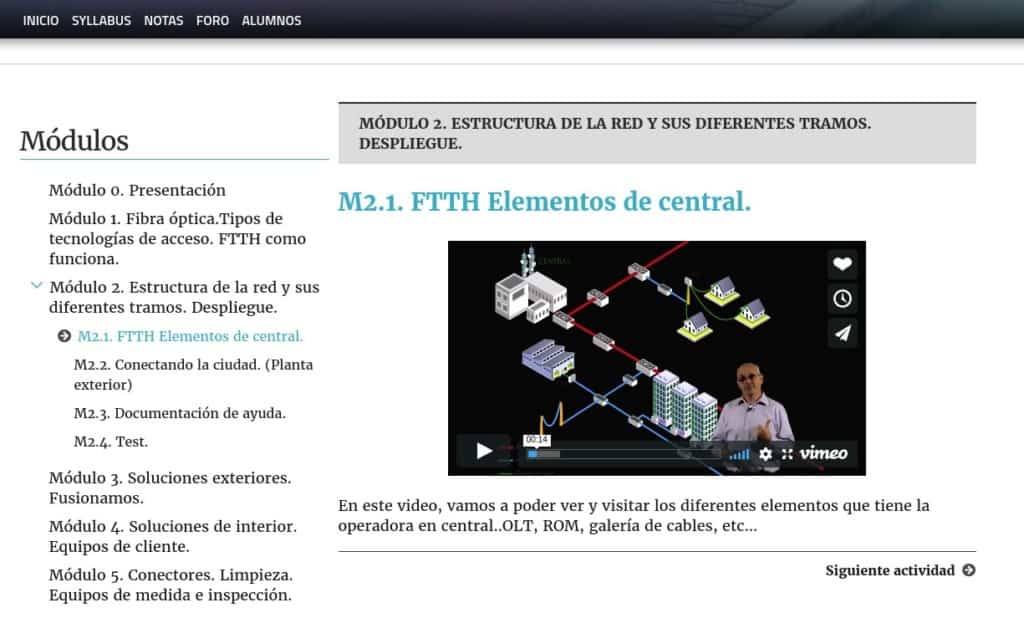 INICIO SYLLABUS NOTAS FORO ALUMNOS
Módulos
Módulo 0. Presentación
Módulo 1. Fibra óptica.Tipos de
tecnologías de acceso. FTTH como
funciona.
Módulo 2. Estructura de la red y sus
diferentes tramos. Despliegue.
M2.1. FTTH Elementos de central.
M2.2. Conectando la ciudad. (Planta
exterior)
M2.3. Documentación de ayuda.
M2.4. Test.
Módulo 3. Soluciones exteriores.
Fusionamos.
Módulo 4. Soluciones de interior.
Equipos de cliente.
Módulo 5. Conectores. Limpieza.
Equipos de medida e inspección.
MÓDULO 2. ESTRUCTURA DE LA RED Y SUS DIFERENTES TRAMOS.
DESPLIEGUE.
M2.1. FTTH Elementos de central.
CENTRAL
00:14
vimeo
En este video, vamos a poder ver y visitar los diferentes elementos que tiene la
operadora en central..OLT, ROM, galería de cables, etc...
Siguiente actividad